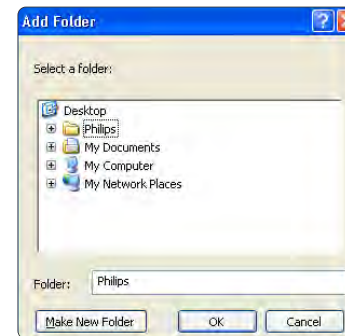 Add Folder
Select a folder:
Desktop
Philips
My Documents
My Computer
My Network Places
Folder: Philips
Make New Folder OK Cancel